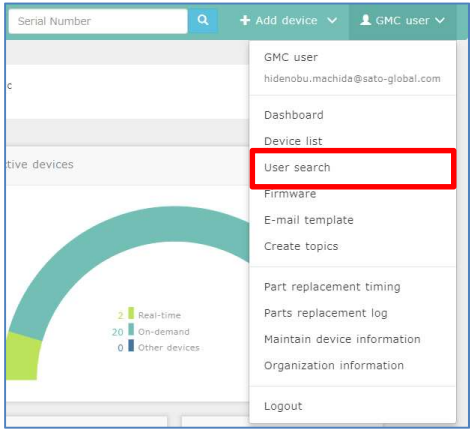 Serial Number
Add device
GMC user
GMC user
hidenobu.machida@sato-global.com
c
Dashboard
Device list
User search
Firmware
E-mail template
Create topics
ctive devices
2 Real-time
20 On-demand
0 Other devices
Part replacement timing
Parts replacement log
Maintain device information
Organization information
Logout